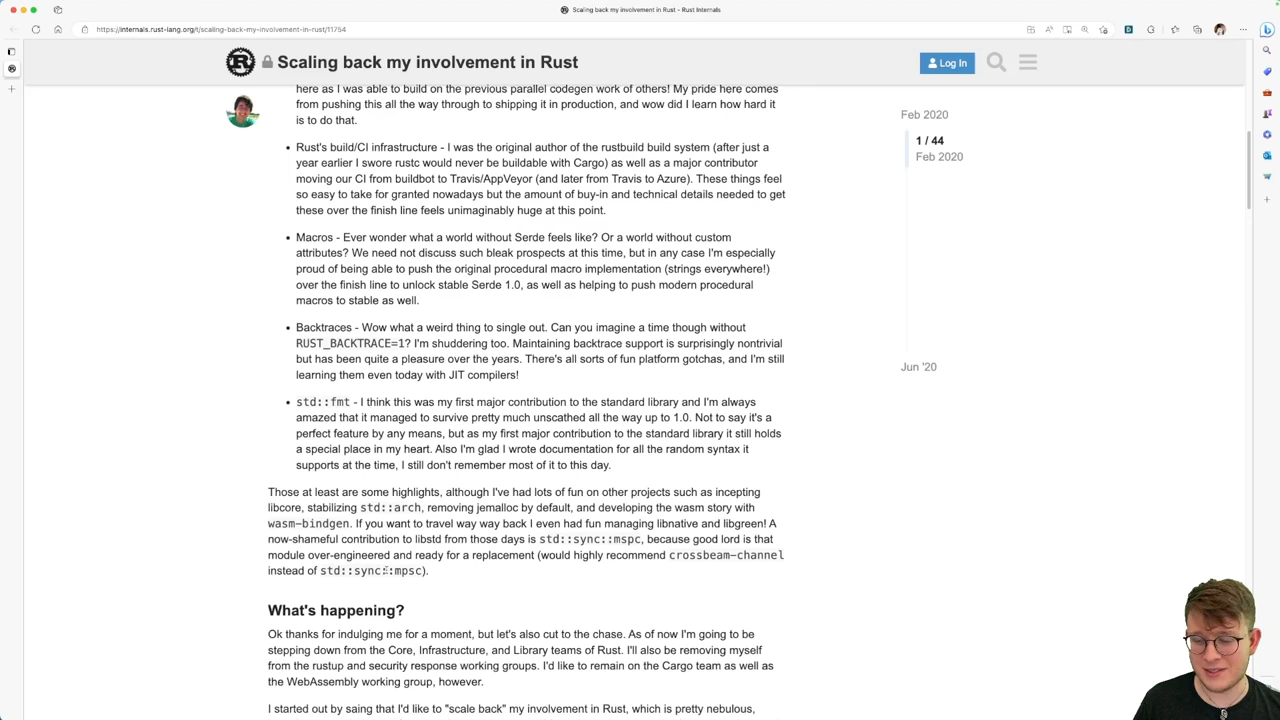 Scaling back my involvement in Rust - Rust Internals
https://internals.rust-lang.org/t/scaling-back-my-involvement-in-rust/11754
Scaling back my involvement in Rust
Log In
here as I was able to build on the previous parallel codegen work of others! My pride here comes
from pushing this all the way through to shipping it in production, and wow did I learn how hard it
is to do that.
Feb 2020
1 / 44
Feb 2020
• Rust's build/CI infrastructure - I was the original author of the rustbuild build system (after just a
year earlier I swore rustc would never be buildable with Cargo) as well as a major contributor
moving our CI from buildbot to Travis/AppVeyor (and later from Travis to Azure). These things feel
so easy to take for granted nowadays but the amount of buy-in and technical details needed to get
these over the finish line feels unimaginably huge at this point.
• Macros - Ever wonder what a world without Serde feels like? Or a world without custom
attributes? We need not discuss such bleak prospects at this time, but in any case I'm especially
proud of being able to push the original procedural macro implementation (strings everywhere!)
over the finish line to unlock stable Serde 1.0, as well as helping to push modern procedural
macros to stable as well.
• Backtraces - Wow what a weird thing to single out. Can you imagine a time though without
RUST_BACKTRACE=1? I'm shuddering too. Maintaining backtrace support is surprisingly nontrivial
but has been quite a pleasure over the years. There's all sorts of fun platform gotchas, and I'm still
learning them even today with JIT compilers!
Jun '20
• std::fmt - I think this was my first major contribution to the standard library and I'm always
amazed that it managed to survive pretty much unscathed all the way up to 1.0. Not to say it's a
perfect feature by any means, but as my first major contribution to the standard library it still holds
a special place in my heart. Also I'm glad I wrote documentation for all the random syntax it
supports at the time, I still don't remember most of it to this day.
Those at least are some highlights, although I've had lots of fun on other projects such as incepting
libcore, stabilizing std::arch, removing jemalloc by default, and developing the wasm story with
wasm-bindgen. If you want to travel way way back I even had fun managing libnative and libgreen! A
now-shameful contribution to libstd from those days is std::sync::mspc, because good lord is that
module over-engineered and ready for a replacement (would highly recommend crossbeam-channel
instead of std::sync::mpsc).
What's happening?
Ok thanks for indulging me for a moment, but let's also cut to the chase. As of now I'm going to be
stepping down from the Core, Infrastructure, and Library teams of Rust. I'll also be removing myself
from the rustup and security response working groups. I'd like to remain on the Cargo team as well as
the WebAssembly working group, however.
I started out by saing that I'd like to "scale back" my involvement in Rust, which is pretty nebulous,